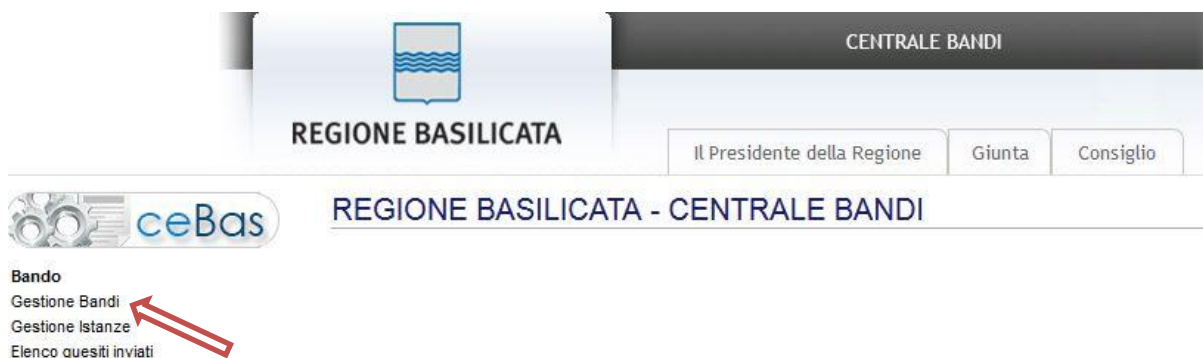 CENTRALE BANDI
REGIONE BASILICATA
Il Presidente della Regione Giunta Consiglio
ceBas
REGIONE BASILICATA - CENTRALE BANDI
Bando
Gestione Bandi
Gestione Istanze
Elenco quesiti inviati